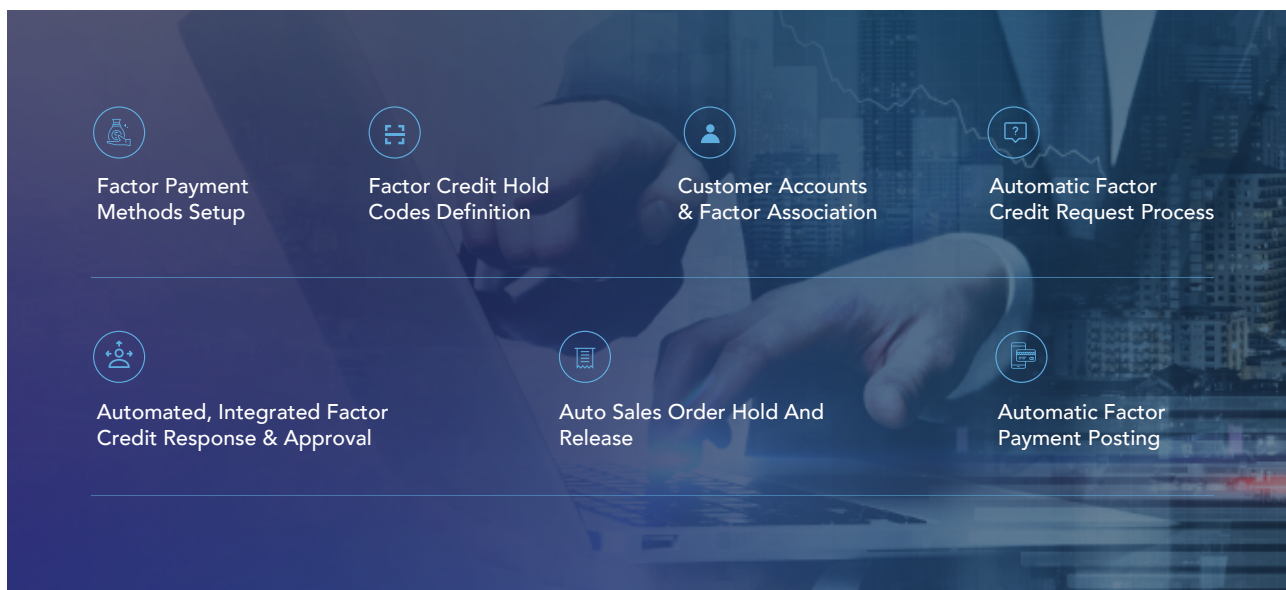 Factor Payment
Methods Setup
Factor Credit Hold
Codes Definition
Customer Accounts
& Factor Association
Automatic Factor
Credit Request Process
Automated, Integrated Factor
Credit Response & Approval
Auto Sales Order Hold And
Release
Automatic Factor
Payment Posting